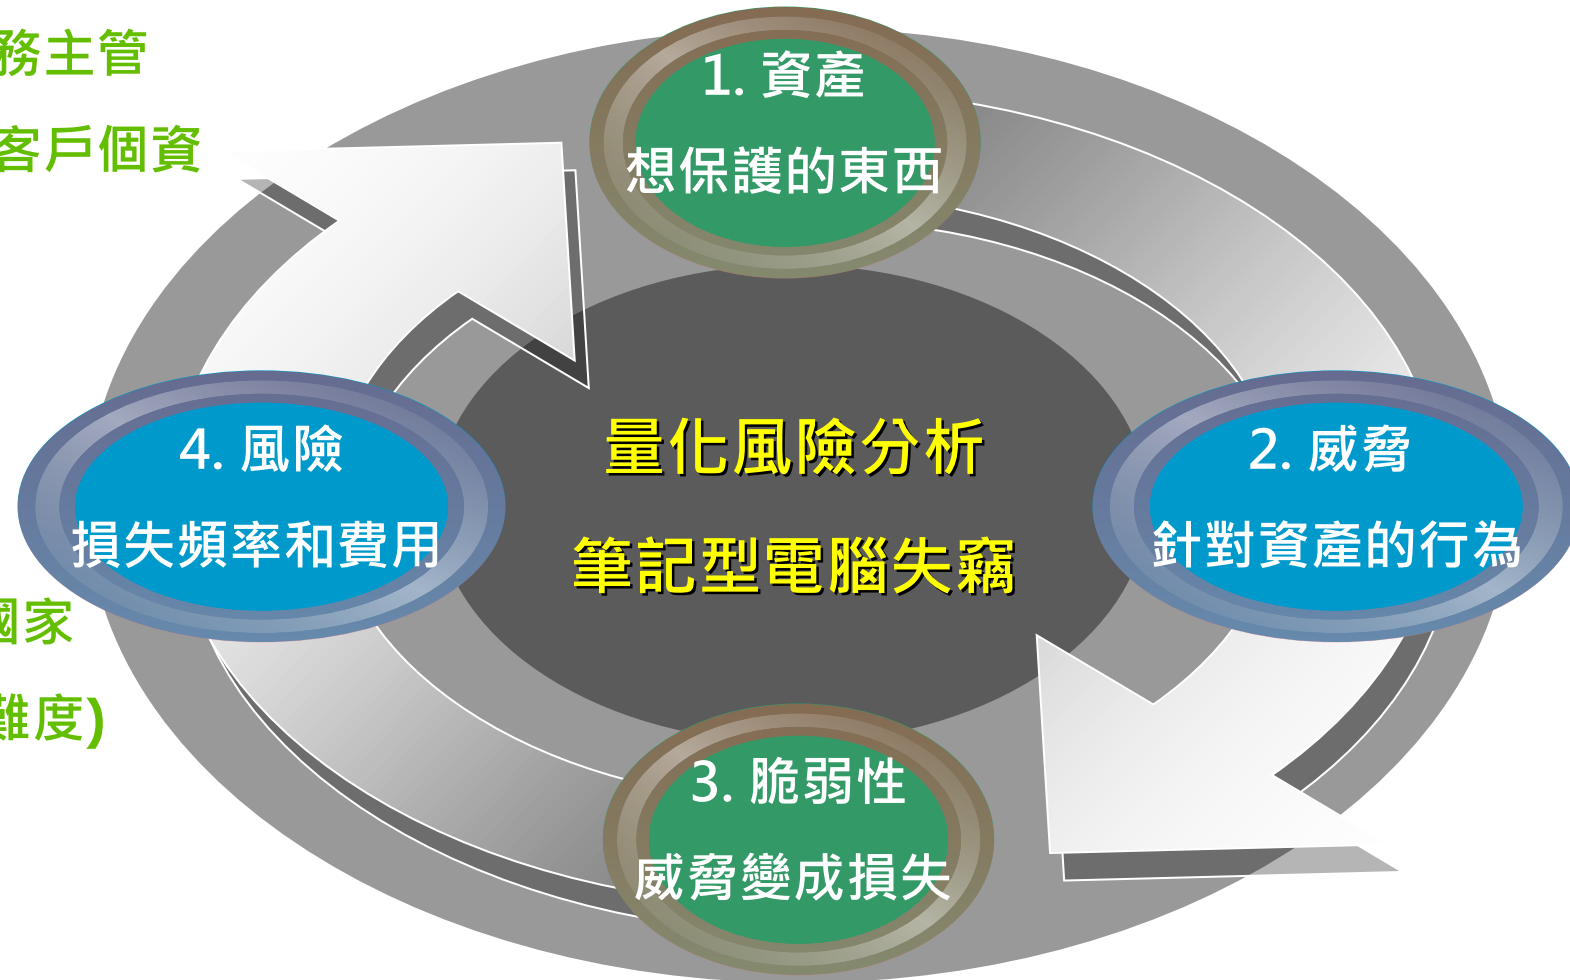 務主管
客戶個資
1. 資產
想保護的東西
4. 風險
損失頻率和費用
量化風險分析
筆記型電腦失竊
2. 威脅
針對資產的行為
國家
難度)
3. 脆弱性
威脅變成損失